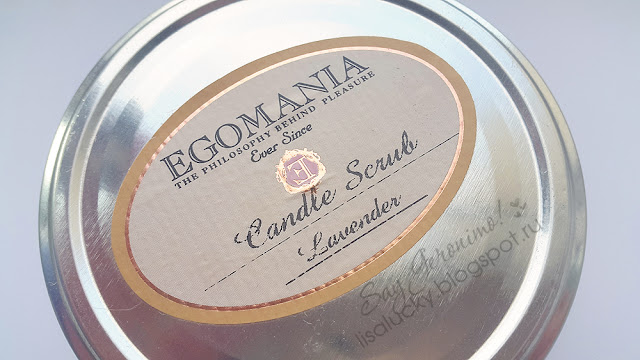 EGOMANIA
THE PHILOSOPHY BEHIND PLEASURE
Ever Since
E
Candle Scrub
Lavender
Say Geronimo!
lisalucky.blogspot.ru